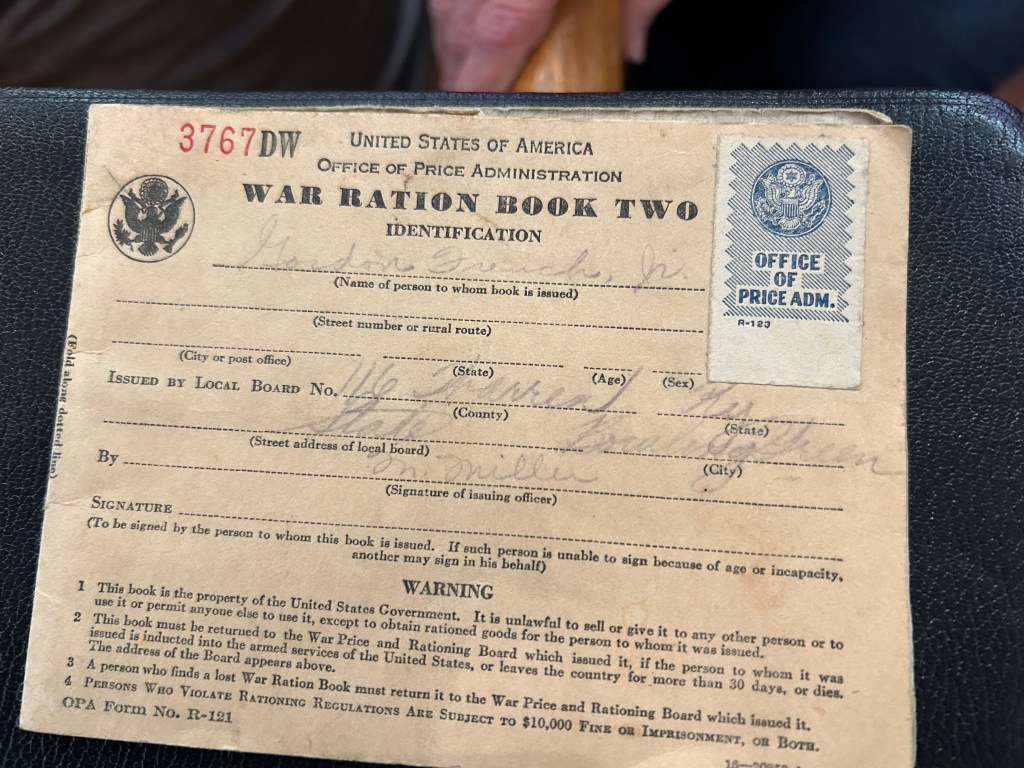 3767DW
UNITED STATES OF AMERICA
OFFICE OF PRICE ADMINISTRATION
WAR RATION BOOK TWO
IDENTIFICATION
OFFICE
OF
PRICE ADM.
R-123
Gordon French, Jr.
(Name of person to whom book is issued)
(Street number or rural route)
(City or post office) (State) (Age) (Sex)
ISSUED BY LOCAL BOARD NO. 116 Warren Ky.
(County) (State)
State Bowling Green
(Street address of local board) (City)
By M. Miller
(Signature of issuing officer)
SIGNATURE
(To be signed by the person to whom this book is issued. If such person is unable to sign because of age or incapacity,
another may sign in his behalf)
WARNING
1 This book is the property of the United States Government. It is unlawful to sell or give it to any other person or to
use it or permit anyone else to use it, except to obtain rationed goods for the person to whom it was issued.
2 This book must be returned to the War Price and Rationing Board which issued it, if the person to whom it was
issued is inducted into the armed services of the United States, or leaves the country for more than 30 days, or dies.
The address of the Board appears above.
3 A person who finds a lost War Ration Book must return it to the War Price and Rationing Board which issued it.
4 PERSONS WHO VIOLATE RATIONING REGULATIONS ARE SUBJECT TO $10,000 FINE OR IMPRISONMENT, OR BOTH.
OPA Form No. R-121
(Fold along dotted line)